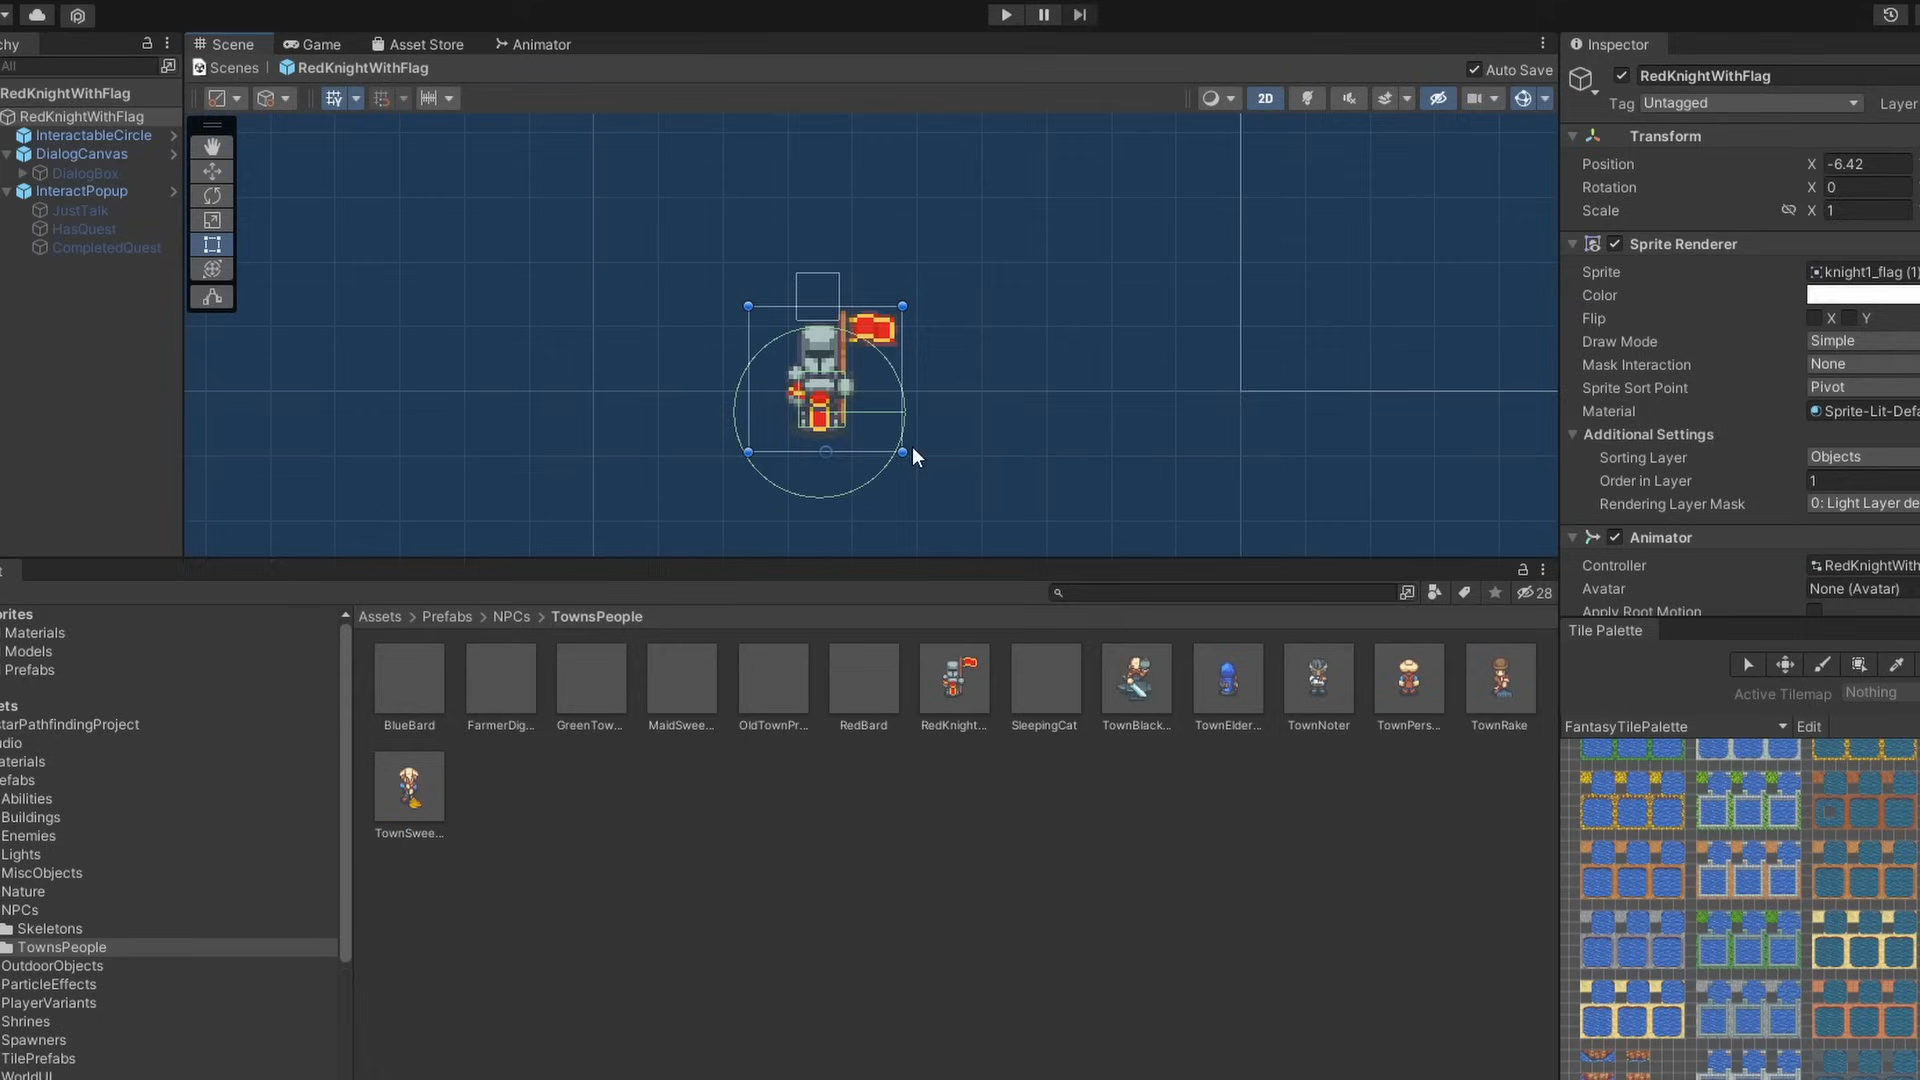 chy
Scene
Game
Asset Store
Animator
Inspector
All
Scenes
RedKnightWithFlag
Auto Save
RedKnightWithFlag
RedKnightWithFlag
Tag Untagged
Layer
RedKnightWithFlag
2D
InteractableCircle
DialogCanvas
DialogBox
InteractPopup
JustTalk
HasQuest
CompletedQuest
Transform
Position X -6.42
Rotation X 0
Scale X 1
Sprite Renderer
Sprite knight1_flag (1)
Color
Flip X Y
Draw Mode Simple
Mask Interaction None
Sprite Sort Point Pivot
Material Sprite-Lit-Defa
Additional Settings
Sorting Layer Objects
Order in Layer 1
Rendering Layer Mask 0: Light Layer de
Animator
Controller RedKnightWith
Avatar None (Avatar)
Apply Root Motion
t
28
orites
Materials
Models
Prefabs
ets
starPathfindingProject
udio
aterials
efabs
Abilities
Buildings
Enemies
Lights
MiscObjects
Nature
NPCs
Skeletons
TownsPeople
OutdoorObjects
ParticleEffects
PlayerVariants
Shrines
Spawners
TilePrefabs
WorldUI
Assets > Prefabs > NPCs > TownsPeople
BlueBard
FarmerDig...
GreenTow...
MaidSwee...
OldTownPr...
RedBard
RedKnight...
SleepingCat
TownBlack...
TownElder...
TownNoter
TownPers...
TownRake
TownSwee...
Tile Palette
Active Tilemap Nothing
FantasyTilePalette
Edit